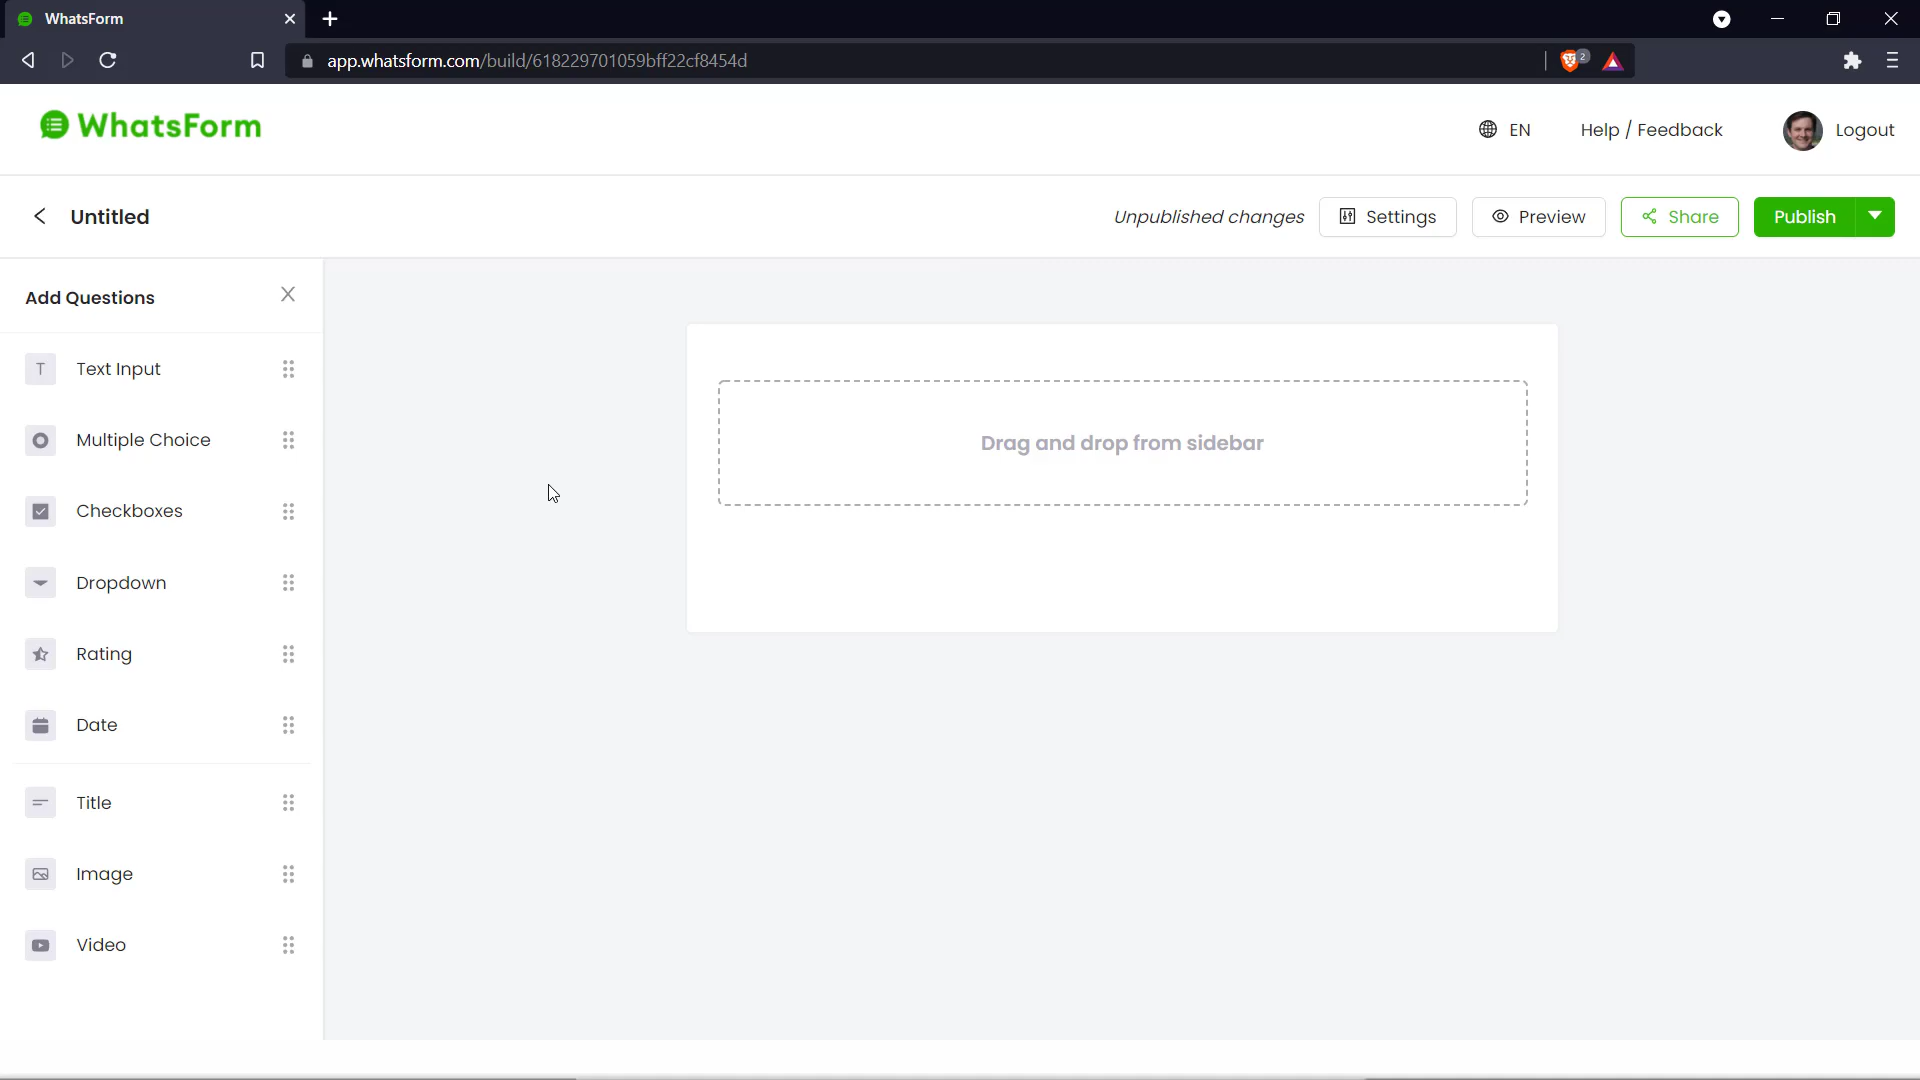 WhatsForm
app.whatsform.com/build/618229701059bff22cf8454d
2
WhatsForm
EN
Help / Feedback
Logout
Untitled
Unpublished changes
Settings
Preview
Share
Publish
Add Questions
T
Text Input
Multiple Choice
Checkboxes
Dropdown
Rating
Date
Title
Image
Video
Drag and drop from sidebar